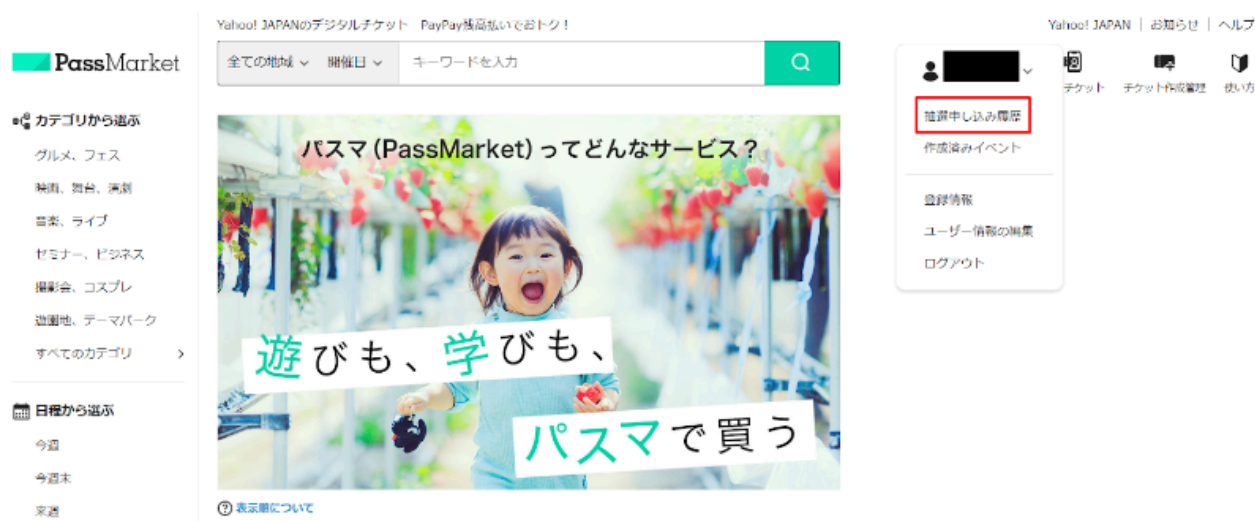 Yahoo! JAPANのデジタルチケット PayPay残高払いでおトク！
Yahoo! JAPAN | お知らせ | ヘルプ
PassMarket
全ての地域 開催日 キーワードを入力
チケット チケット作成管理 使い方
抽選申し込み履歴
作成済みイベント
登録情報
ユーザー情報の編集
ログアウト
カテゴリから選ぶ
グルメ、フェス
映画、舞台、演劇
音楽、ライブ
セミナー、ビジネス
撮影会、コスプレ
遊園地、テーマパーク
すべてのカテゴリ
日程から選ぶ
今週
今週末
来週
パスマ（PassMarket）ってどんなサービス？
遊びも、学びも、
パスマで買う
表示順について